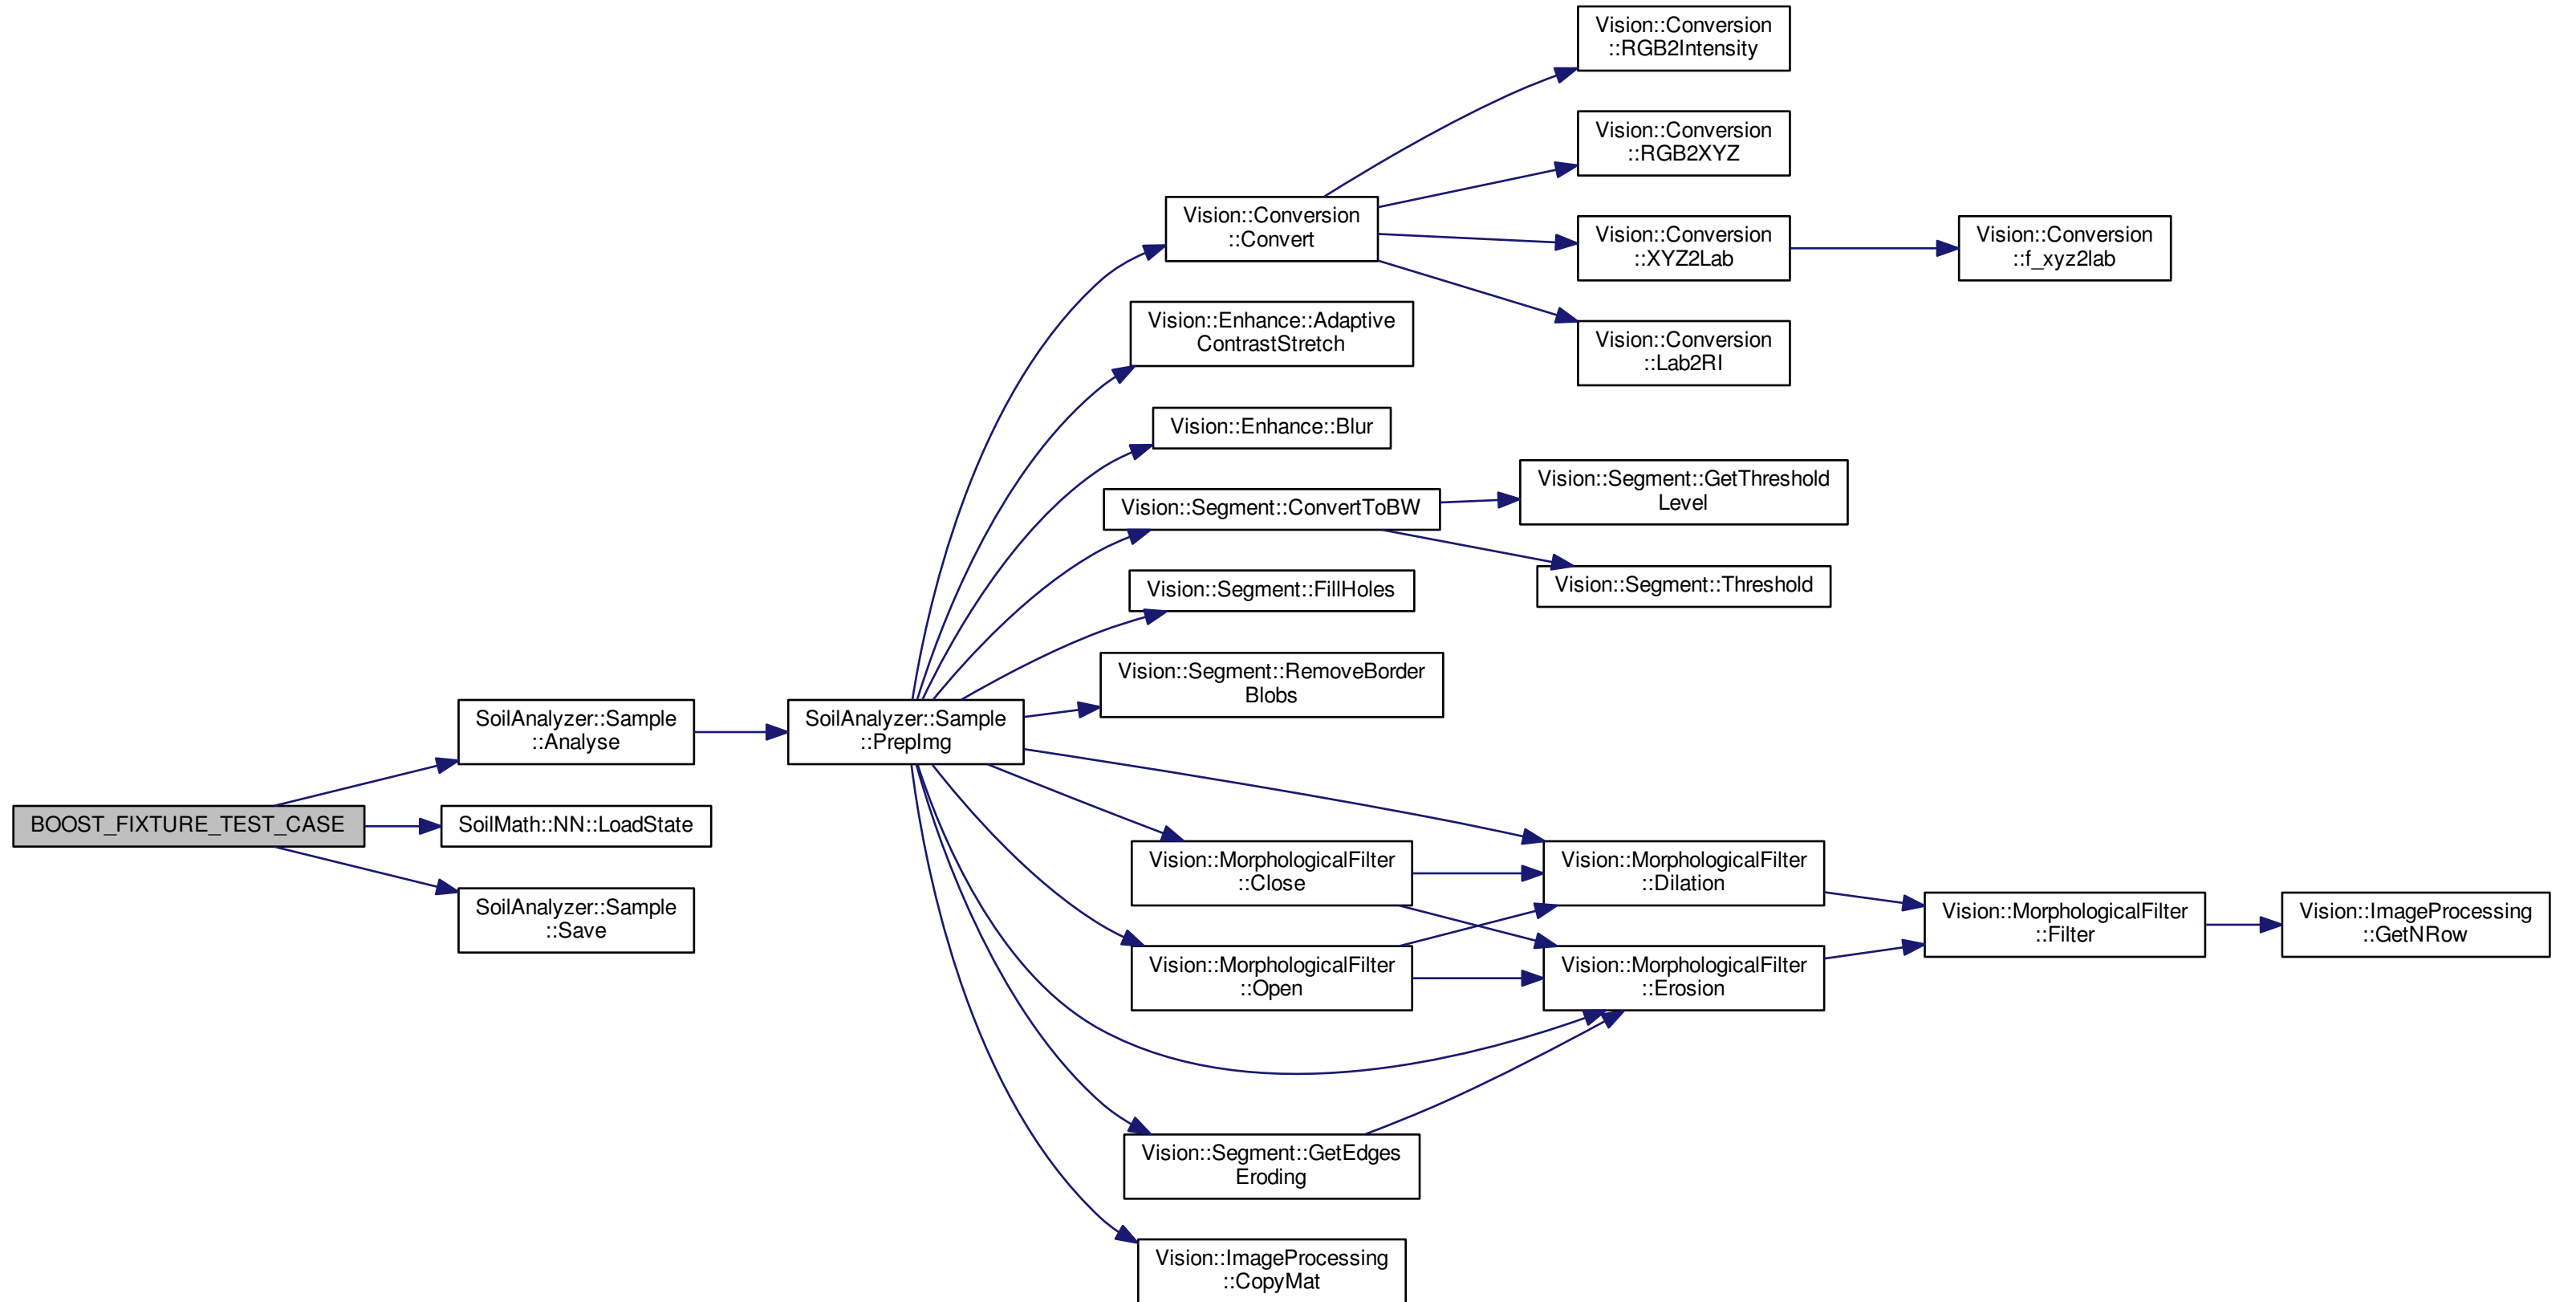 Vision::Conversion
::RGB2Intensity
Vision::Conversion
::RGB2XYZ
Vision::Conversion
::Convert
Vision::Conversion
::XYZ2Lab
Vision::Conversion
::f_xyz2lab
Vision::Enhance::Adaptive
ContrastStretch
Vision::Conversion
::Lab2RI
Vision::Enhance::Blur
Vision::Segment::GetThreshold
Level
Vision::Segment::ConvertToBW
Vision::Segment::FillHoles
Vision::Segment::Threshold
Vision::Segment::RemoveBorder
Blobs
SoilAnalyzer::Sample
::Analyse
SoilAnalyzer::Sample
::PrepImg
BOOST_FIXTURE_TEST_CASE
SoilMath::NN::LoadState
Vision::MorphologicalFilter
::Close
Vision::MorphologicalFilter
::Dilation
SoilAnalyzer::Sample
::Save
Vision::MorphologicalFilter
::Filter
Vision::ImageProcessing
::GetNRow
Vision::MorphologicalFilter
::Open
Vision::MorphologicalFilter
::Erosion
Vision::Segment::GetEdges
Eroding
Vision::ImageProcessing
::CopyMat